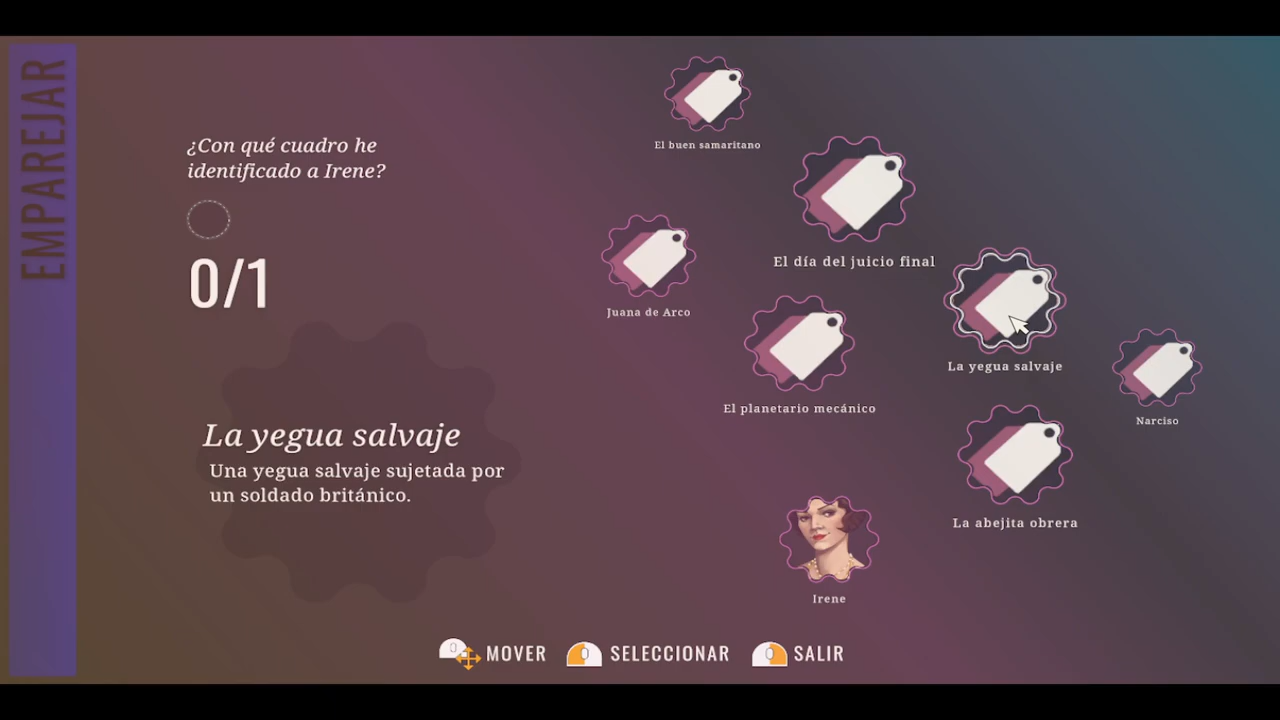 EMPAREJAR
¿Con qué cuadro he
identificado a Irene?
0/1
La yegua salvaje
Una yegua salvaje sujetada por
un soldado británico.
El buen samaritano
El día del juicio final
Juana de Arco
La yegua salvaje
El planetario mecánico
Narciso
La abejita obrera
Irene
MOVER SELECCIONAR SALIR